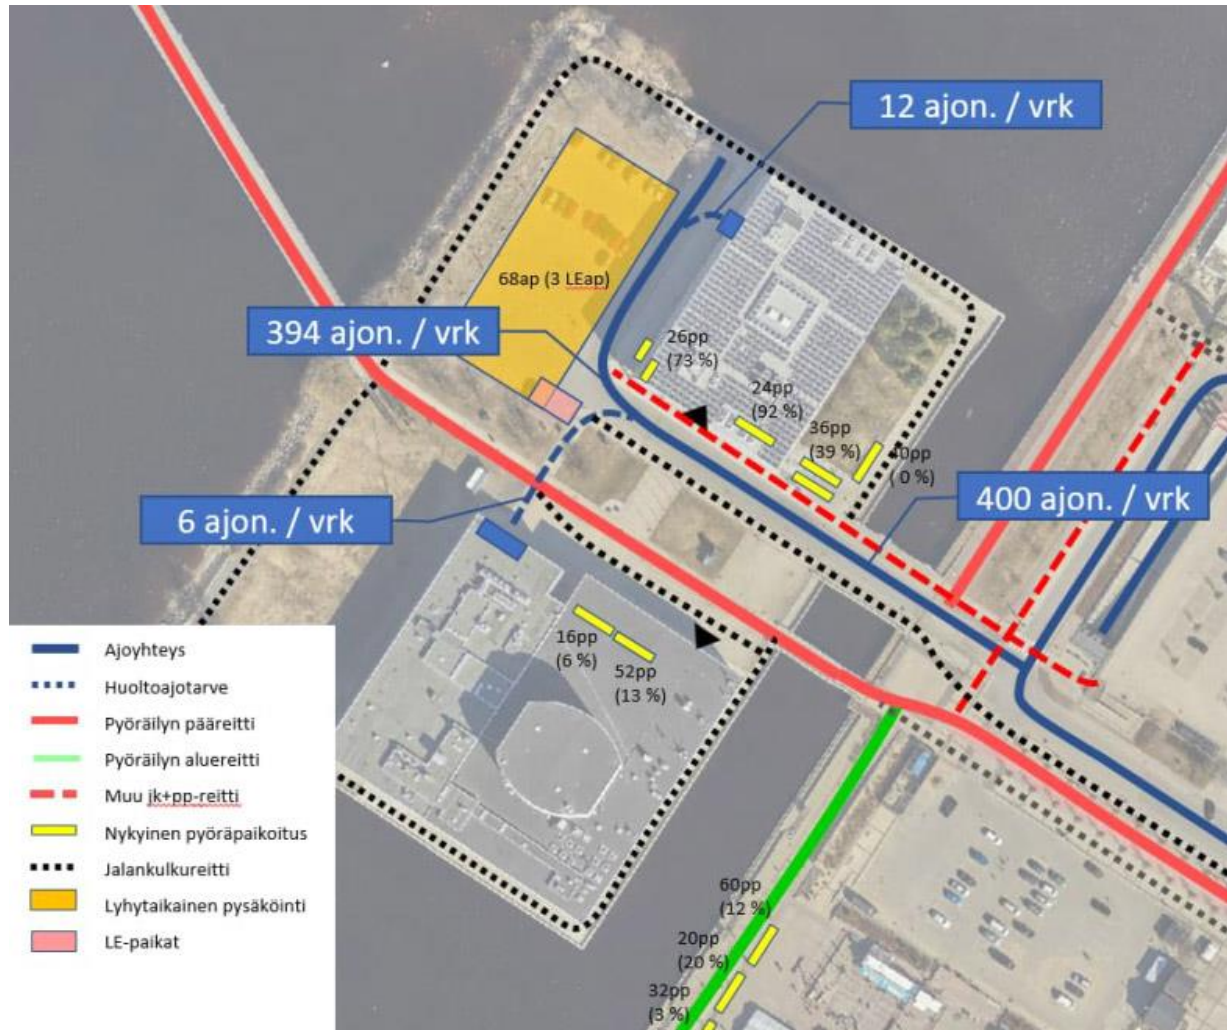 12 ajon. / vrk
68ap (3 LEap)
394 ajon. / vrk
26pp
(73 %)
24pp
(92 %)
36pp
(39 %)
( 0 %)
400 ajon. / vrk
6 ajon. / vrk
16pp
(6 %)
52pp
(13 %)
Ajoyhteys
Huoltoajotarve
Pyöräilyn pääreitti
Pyöräilyn aluereitti
Muu jk+pp-reitti
Nykyinen pyöräpaikoitus
Jalankulkureitti
Lyhytaikainen pysäköinti
LE-paikat
60pp
(12 %)
20pp
(20 %)
32pp
(3 %)